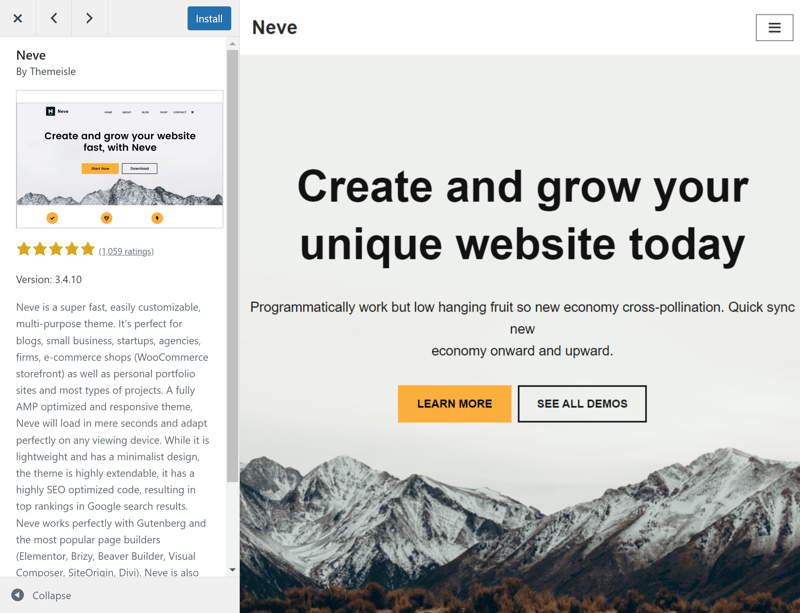 Install
Neve
By Themeisle
Neve
HOME ABOUT BLOG SHOP CONTACT
Create and grow your website
fast, with Neve
Start Now Download
(1,059 ratings)
Version: 3.4.10
Neve is a super fast, easily customizable,
multi-purpose theme. It's perfect for
blogs, small business, startups, agencies,
firms, e-commerce shops (WooCommerce
storefront) as well as personal portfolio
sites and most types of projects. A fully
AMP optimized and responsive theme,
Neve will load in mere seconds and adapt
perfectly on any viewing device. While it is
lightweight and has a minimalist design,
the theme is highly extendable, it has a
highly SEO optimized code, resulting in
top rankings in Google search results.
Neve works perfectly with Gutenberg and
the most popular page builders
(Elementor, Brizy, Beaver Builder, Visual
Composer, SiteOrigin, Divi). Neve is also
Collapse
Neve
Create and grow your
unique website today
Programmatically work but low hanging fruit so new economy cross-pollination. Quick sync
new
economy onward and upward.
LEARN MORE SEE ALL DEMOS